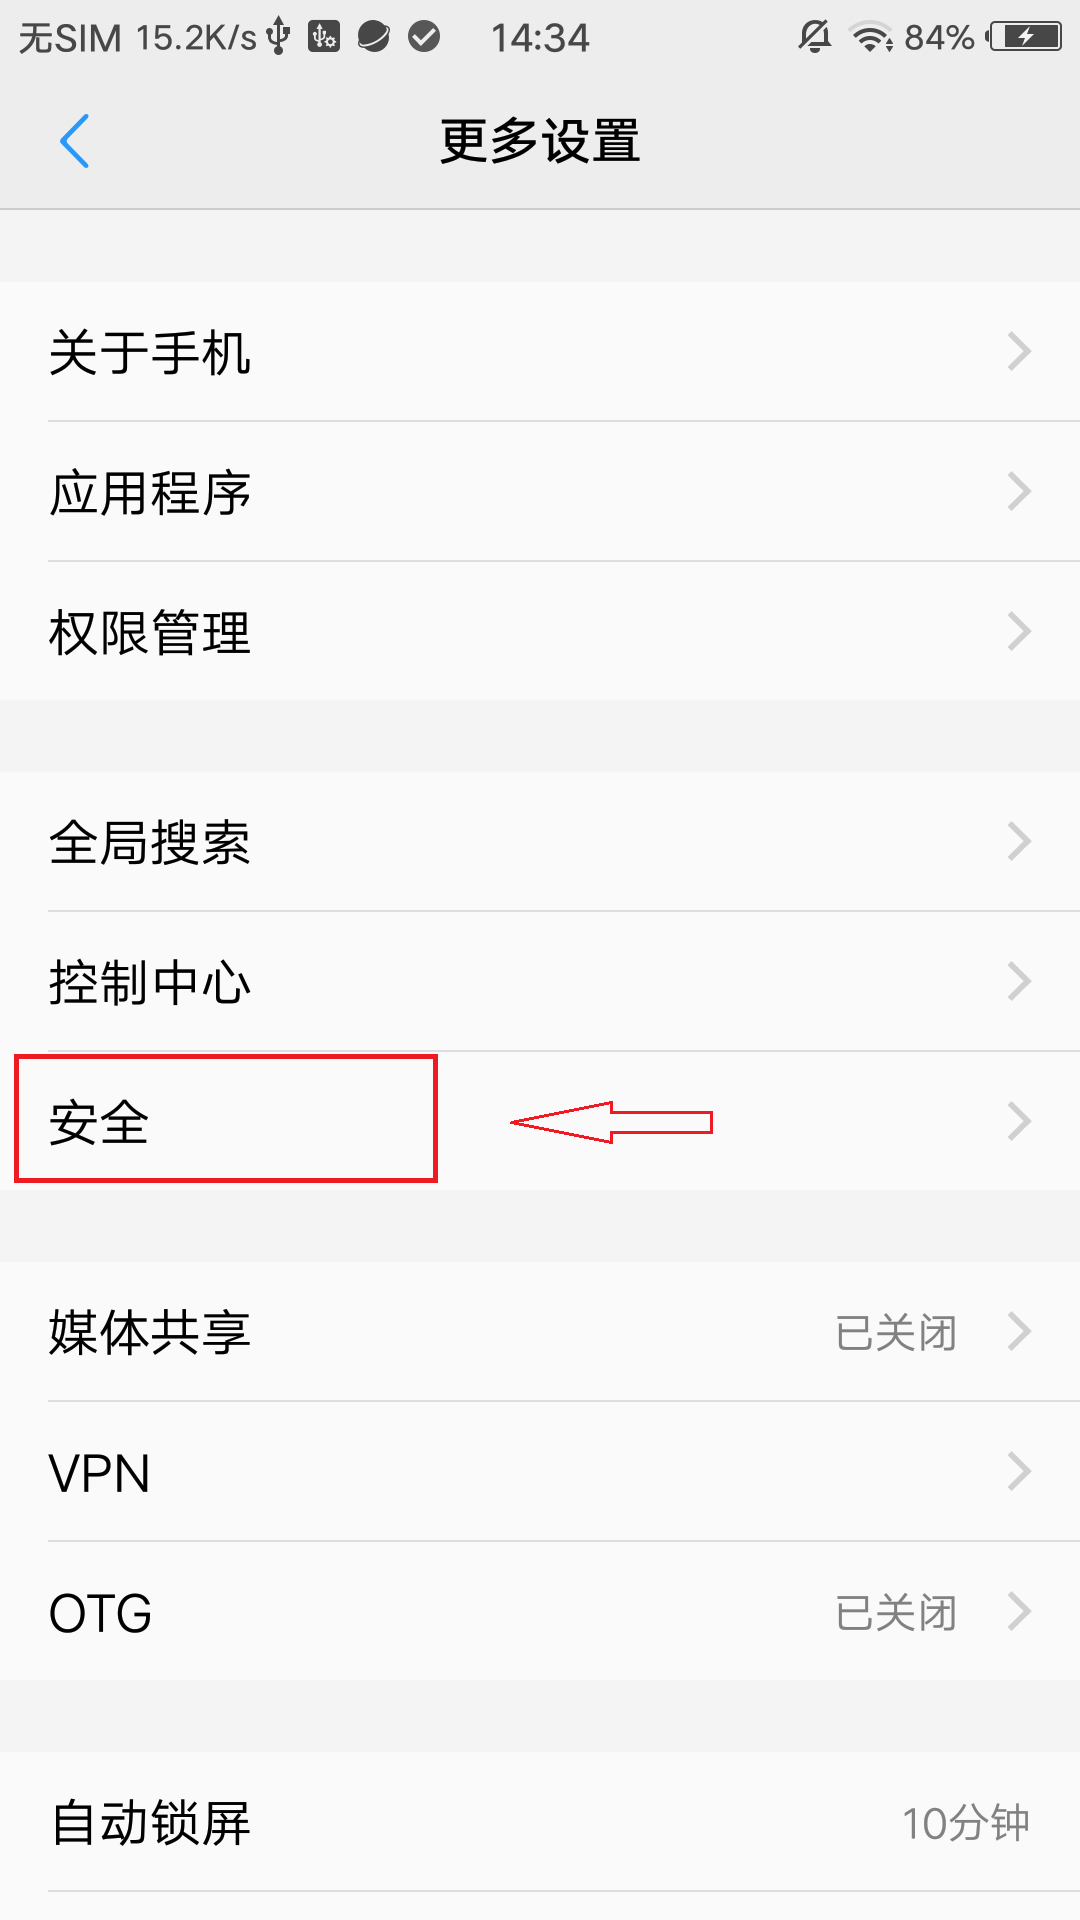 无SIM 15.2K/s 14:34 84%
更多设置
关于手机
应用程序
权限管理
全局搜索
控制中心
安全
媒体共享 已关闭
VPN
OTG 已关闭
自动锁屏 10分钟